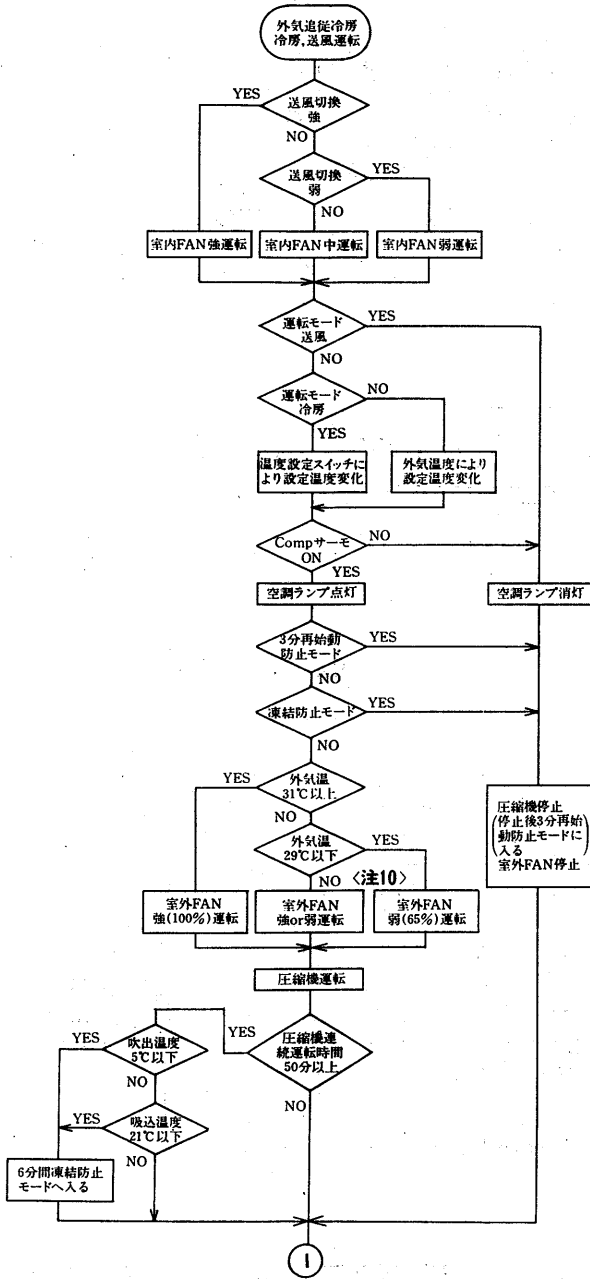 外気追従冷房
冷房,送風運転
YES
送風切換
強
NO
送風切換
弱
YES
NO
室内FAN強運転
室内FAN中運転
室内FAN弱運転
運転モード
送風
YES
NO
運転モード
冷房
NO
YES
温度設定スイッチに
より設定温度変化
外気温度により
設定温度変化
Compサーモ
ON
NO
YES
空調ランプ点灯
空調ランプ消灯
3分再始動
防止モード
YES
NO
凍結防止モード
YES
NO
YES
外気温
31℃以上
NO
外気温
29℃以下
YES
NO
〈注10〉
圧縮機停止
(停止後3分再始
動防止モードに
入る)
室外FAN停止
室外FAN
強(100%)運転
室外FAN
強or弱運転
室外FAN
弱(65%)運転
圧縮機運転
YES
吹出温度
5℃以下
YES
圧縮機連
続運転時間
50分以上
NO
NO
YES
吸込温度
21℃以下
NO
6分間凍結防止
モードへ入る
1